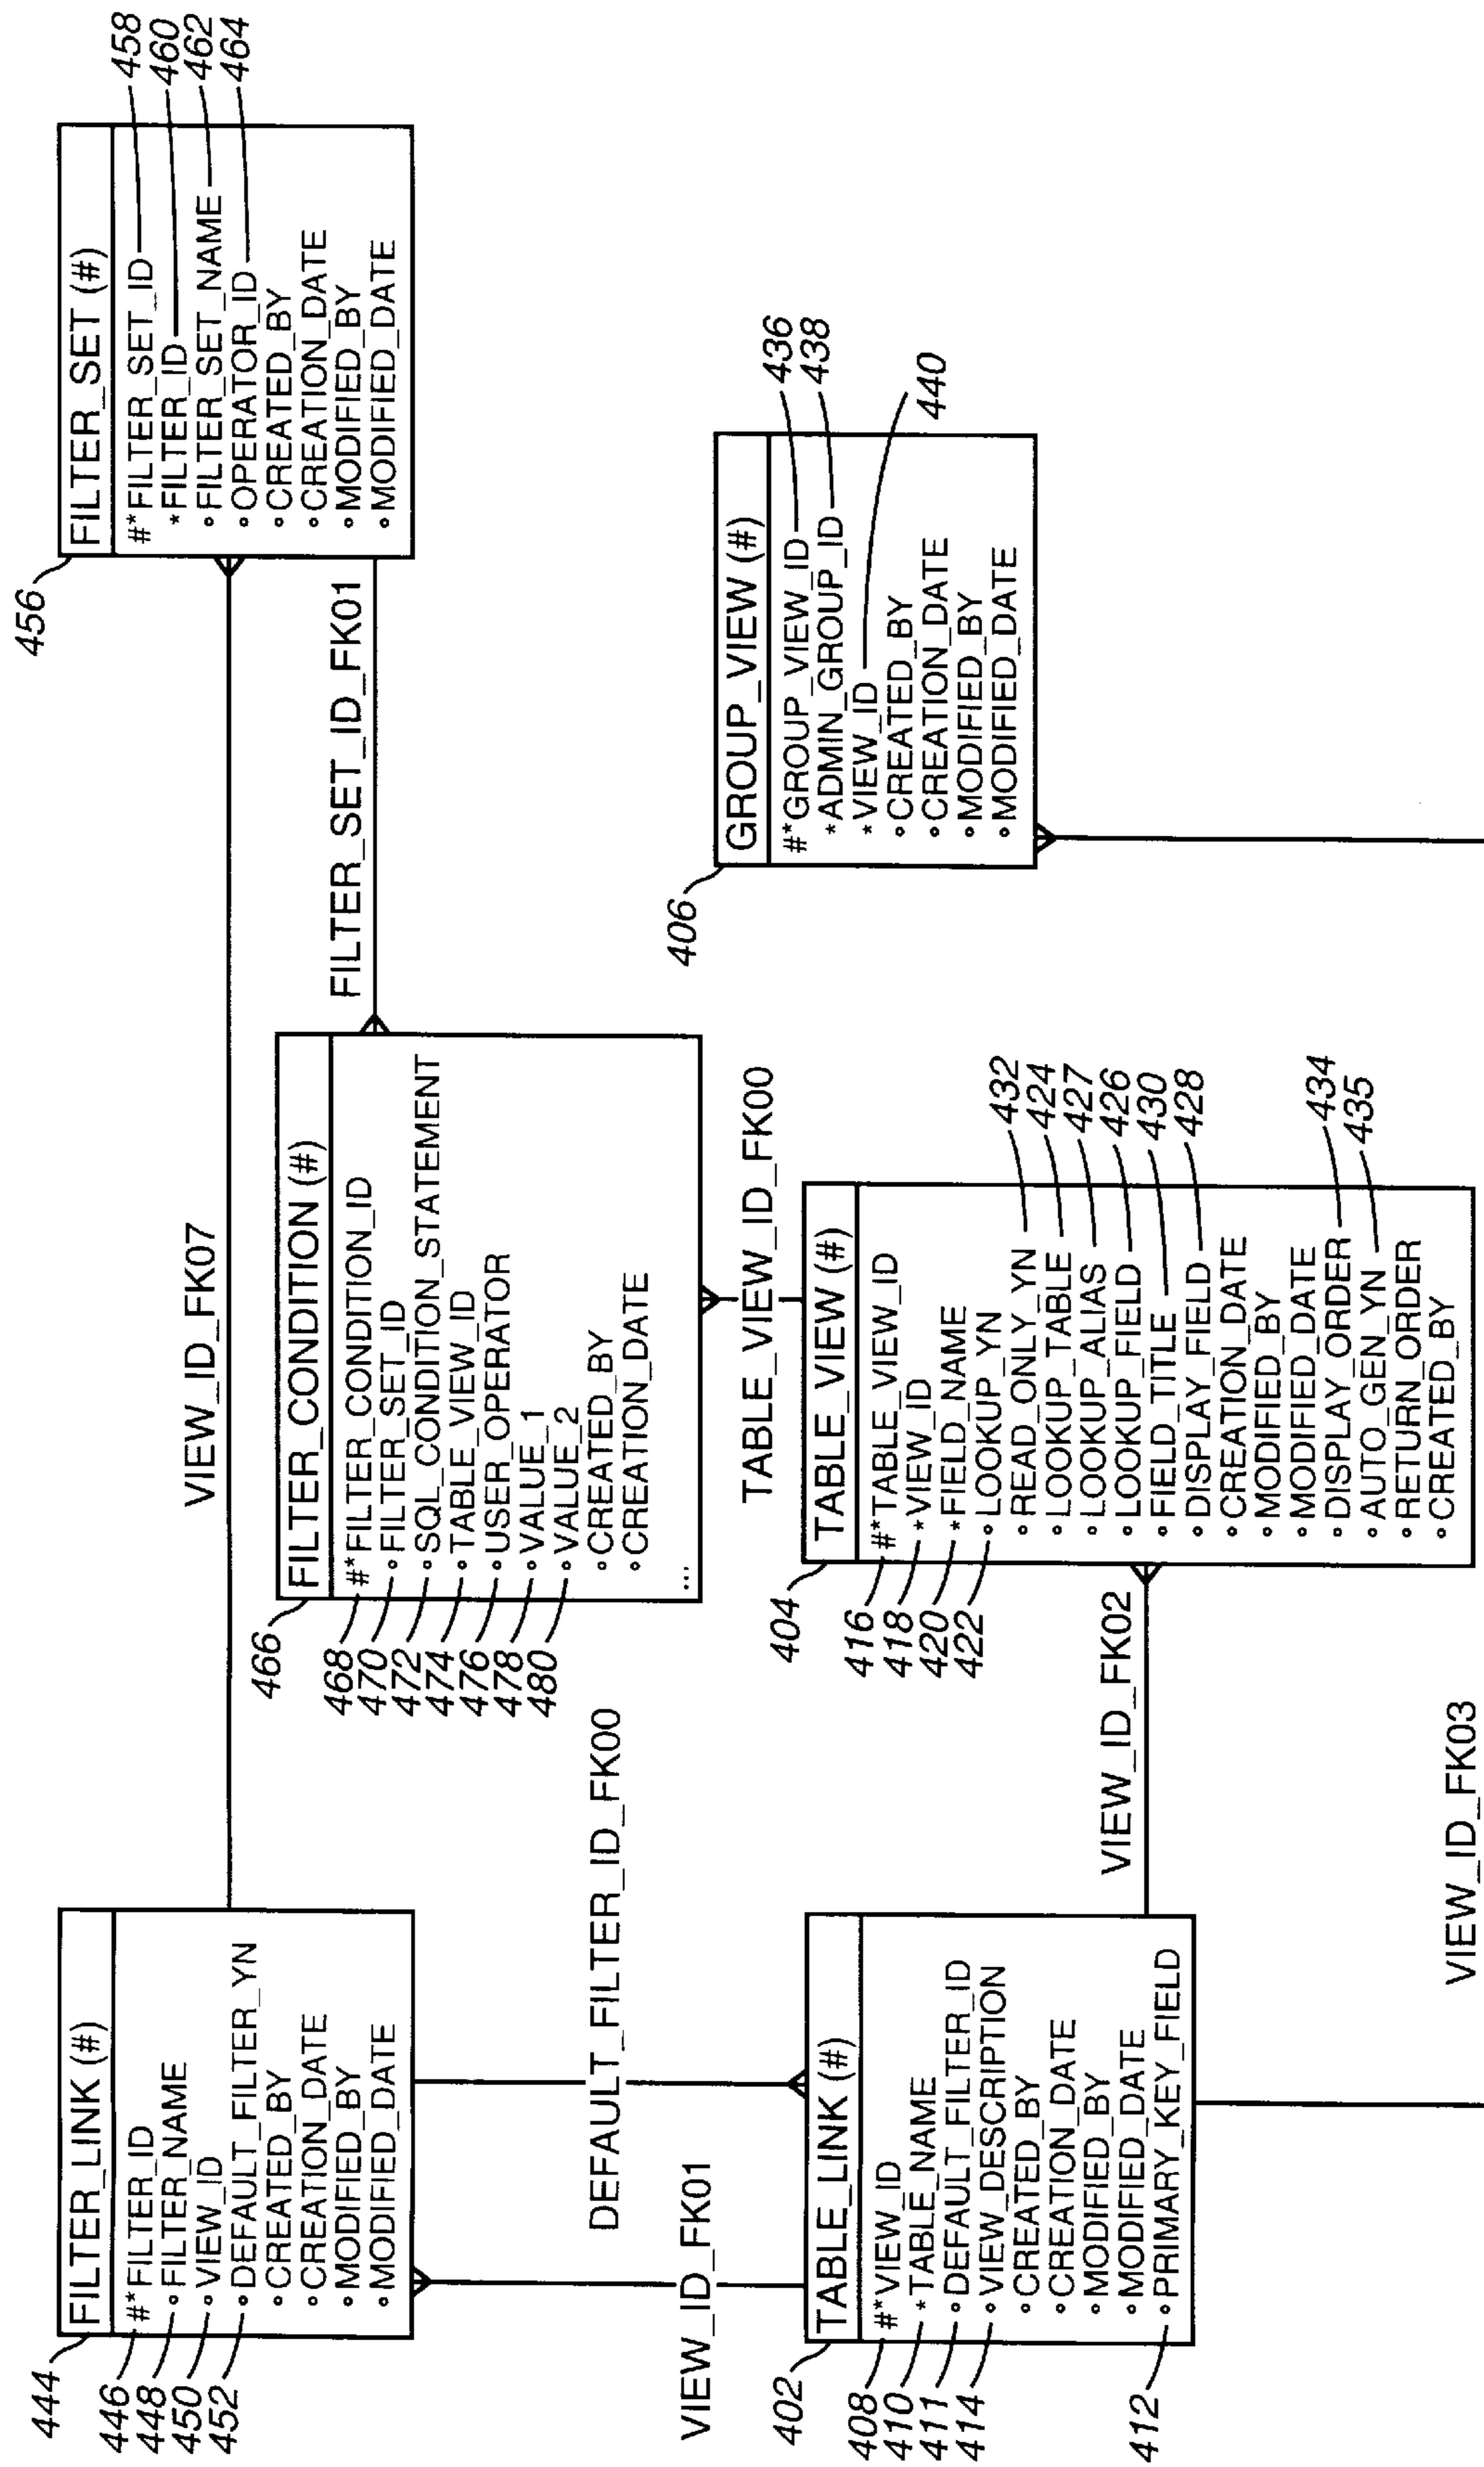 444
FILTER_LINK (#)
446 #*FILTER_ID
448 ∘FILTER_NAME
450 ∘VIEW_ID
452 ∘DEFAULT_FILTER_YN
∘CREATED_BY
∘CREATION_DATE
∘MODIFIED_BY
∘MODIFIED_DATE
VIEW_ID_FK07
456
FILTER_SET (#)
#*FILTER_SET_ID 458
*FILTER_ID 460
∘FILTER_SET_NAME 462
∘OPERATOR_ID 464
∘CREATED_BY
∘CREATION_DATE
∘MODIFIED_BY
∘MODIFIED_DATE
FILTER_SET_ID_FK01
466
FILTER_CONDITION (#)
468 #*FILTER_CONDITION_ID
470 ∘FILTER_SET_ID
472 ∘SQL_CONDITION_STATEMENT
474 ∘TABLE_VIEW_ID
476 ∘USER_OPERATOR
478 ∘VALUE_1
480 ∘VALUE_2
∘CREATED_BY
∘CREATION_DATE
...
DEFAULT_FILTER_ID_FK00
VIEW_ID_FK01
TABLE_VIEW_ID_FK00
406
GROUP_VIEW (#)
#*GROUP_VIEW_ID 436
*ADMIN_GROUP_ID 438
*VIEW_ID 440
∘CREATED_BY
∘CREATION_DATE
∘MODIFIED_BY
∘MODIFIED_DATE
402
TABLE_LINK (#)
408 #*VIEW_ID
410 *TABLE_NAME
411 ∘DEFAULT_FILTER_ID
414 ∘VIEW_DESCRIPTION
∘CREATED_BY
∘CREATION_DATE
∘MODIFIED_BY
∘MODIFIED_DATE
412 ∘PRIMARY_KEY_FIELD
VIEW_ID_FK02
404
TABLE_VIEW (#)
416 #*TABLE_VIEW_ID
418 *VIEW_ID
420 *FIELD_NAME
422 ∘LOOKUP_YN
∘READ_ONLY_YN 432
∘LOOKUP_TABLE 424
∘LOOKUP_ALIAS 427
∘LOOKUP_FIELD 426
∘FIELD_TITLE 430
∘DISPLAY_FIELD 428
∘CREATION_DATE
∘MODIFIED_BY
∘MODIFIED_DATE
∘DISPLAY_ORDER 434
∘AUTO_GEN_YN 435
∘RETURN_ORDER
∘CREATED_BY
VIEW_ID_FK03